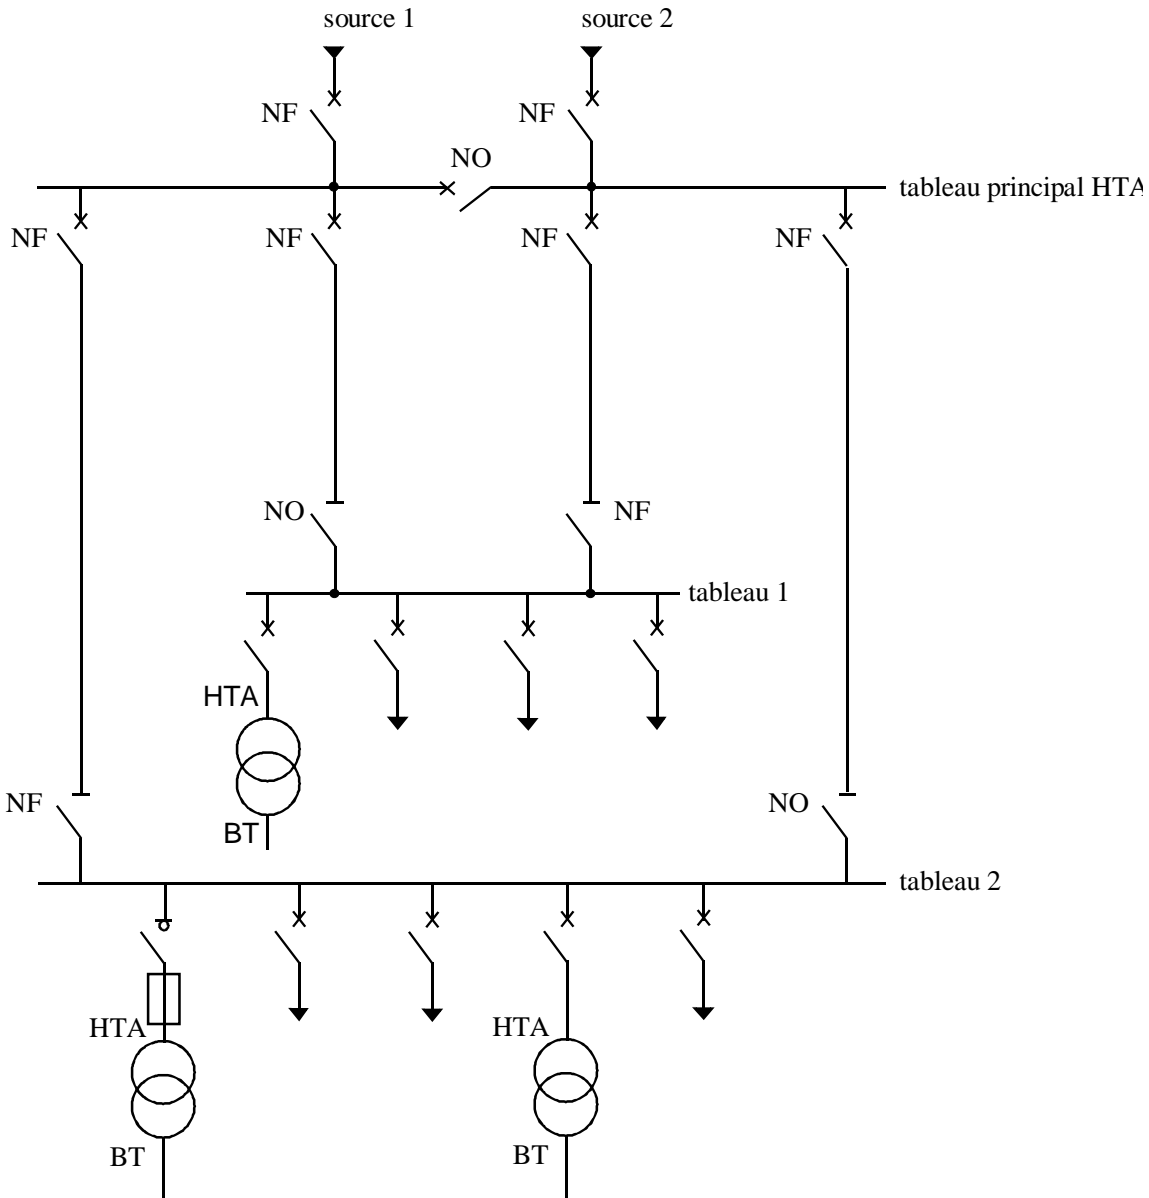 source 1
source 2
NF
NF
NO
tableau principal HTA
NF
NF
NF
NF
NO
NF
tableau 1
HTA
BT
NF
NO
tableau 2
HTA
BT
HTA
BT